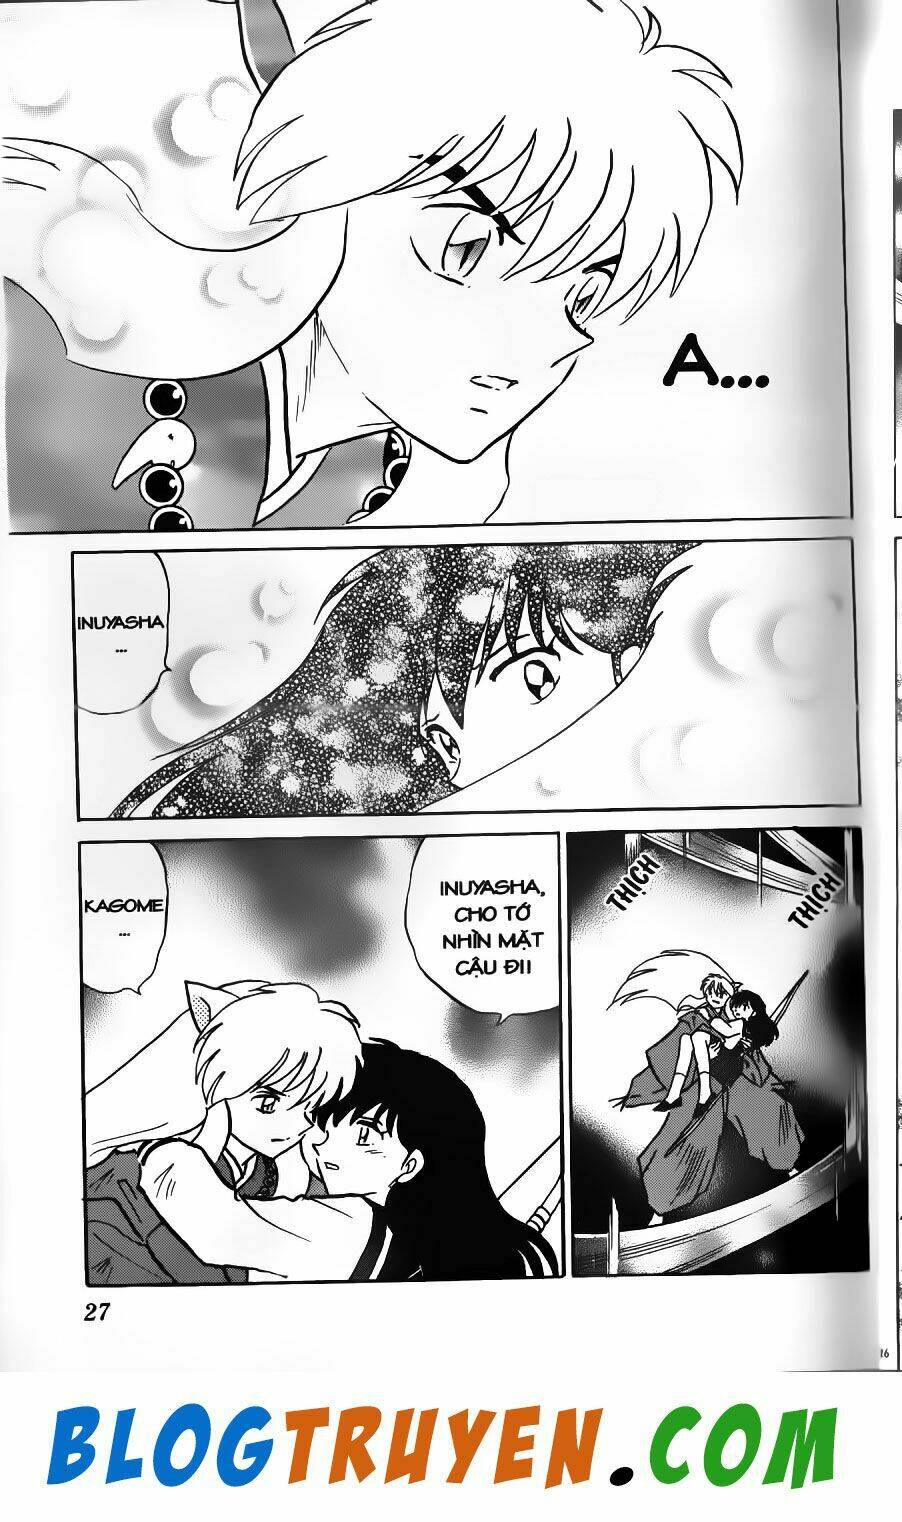 A....
INUYASHA
...
KAGOME
...
INUYASHA,
CHO TỚ
NHÌN MẶT
CẬU ĐI!
THỊCH
THỊCH
27
16
BLOGTRUYEN.COM